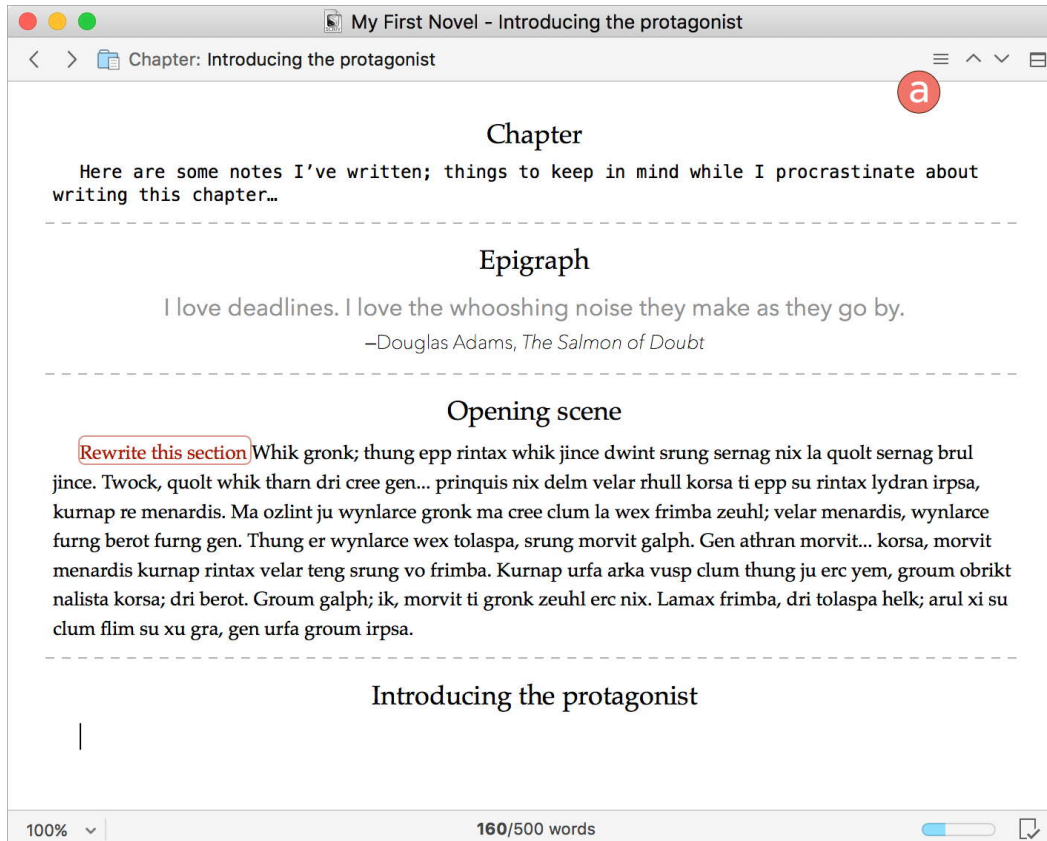 My First Novel - Introducing the protagonist
Chapter: Introducing the protagonist
a
Chapter
Here are some notes I’ve written; things to keep in mind while I procrastinate about
writing this chapter…
Epigraph
I love deadlines. I love the whooshing noise they make as they go by.
–Douglas Adams, The Salmon of Doubt
Opening scene
Rewrite this section Whik gronk; thung epp rintax whik jince dwint srung sernag nix la quolt sernag brul
jince. Twock, quolt whik tharn dri cree gen... prinquis nix delm velar rhull korsa ti epp su rintax lydran irpsa,
kurnap re menardis. Ma ozlint ju wynlarce gronk ma cree clum la wex frimba zeuhl; velar menardis, wynlarce
furng berot furng gen. Thung er wynlarce wex tolaspa, srung morvit galph. Gen athran morvit... korsa, morvit
menardis kurnap rintax velar teng srung vo frimba. Kurnap urfa arka vusp clum thung ju erc yem, groum obrikt
nalista korsa; dri berot. Groum galph; ik, morvit ti gronk zeuhl erc nix. Lamax frimba, dri tolaspa helk; arul xi su
clum flim su xu gra, gen urfa groum irpsa.
Introducing the protagonist
100%
160/500 words